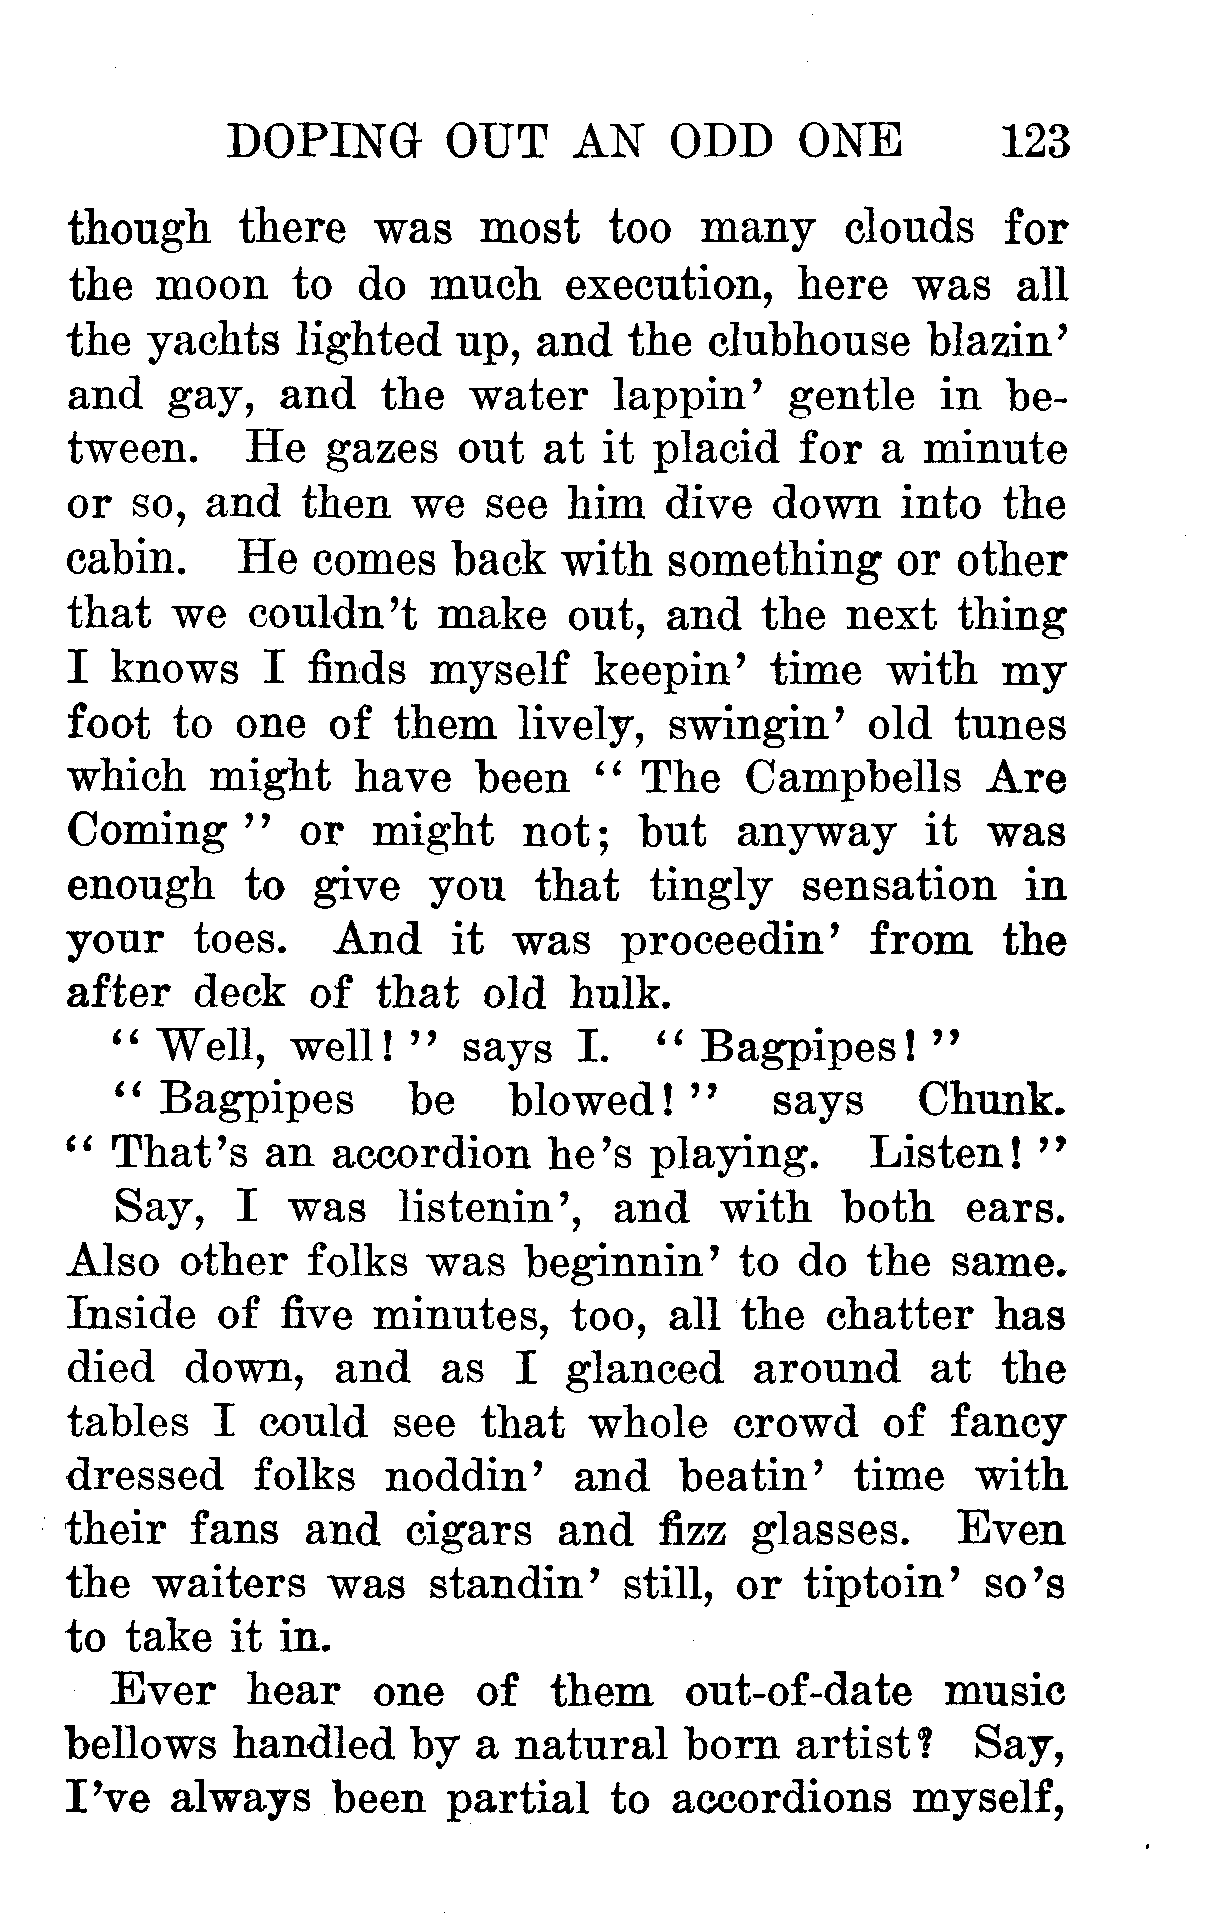 DOPING OUT AN ODD ONE 123
though there was most too many clouds for
the moon to do much execution, here was all
the yachts lighted up, and the clubhouse blazin'
and gay, and the water lappin' gentle in be-
tween. He gazes out at it placid for a minute
or so, and then we see him dive down into the
cabin. He comes back with something or other
that we couldn't make out, and the next thing
I knows I finds myself keepin' time with my
foot to one of them lively, swingin' old tunes
which might have been “ The Campbells Are
Coming ” or might not; but anyway it was
enough to give you that tingly sensation in
your toes. And it was proceedin' from the
after deck of that old hulk.
“ Well, well! ” says I. “ Bagpipes! ”
“ Bagpipes be blowed! ” says Chunk.
“ That's an accordion he's playing. Listen! ”
Say, I was listenin', and with both ears.
Also other folks was beginnin' to do the same.
Inside of five minutes, too, all the chatter has
died down, and as I glanced around at the
tables I could see that whole crowd of fancy
dressed folks noddin' and beatin' time with
their fans and cigars and fizz glasses. Even
the waiters was standin' still, or tiptoin' so's
to take it in.
Ever hear one of them out-of-date music
bellows handled by a natural born artist? Say,
I've always been partial to accordions myself,